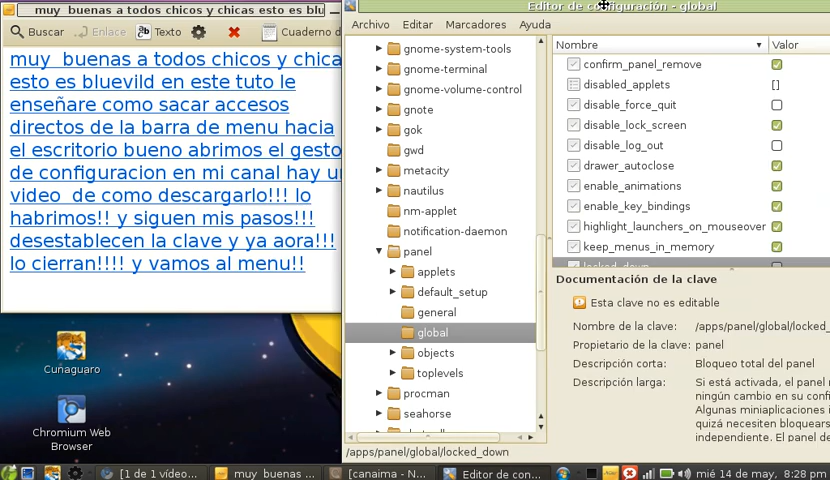 muy  buenas a todos chicos y chicas esto es blu
Buscar Enlace Texto Cuaderno d
muy  buenas a todos chicos y chica
esto es bluevild en este tuto le
enseñare como sacar accesos
directos de la barra de menu hacia
el escritorio bueno abrimos el gesto
de configuracion en mi canal hay u
video  de como descargarlo!!! lo
habrimos!! y siguen mis pasos!!!
desestablecen la clave y ya aora!!!
lo cierran!!!! y vamos al menu!!
Cunaguaro
Chromium Web
Browser
Editor de configuración - global
Archivo Editar Marcadores Ayuda
gnome-system-tools
gnome-terminal
gnome-volume-control
gnote
gok
gwd
metacity
nautilus
nm-applet
notification-daemon
panel
applets
default_setup
general
global
objects
toplevels
procman
seahorse
Nombre Valor
confirm_panel_remove
disabled_applets []
disable_force_quit
disable_lock_screen
disable_log_out
drawer_autoclose
enable_animations
enable_key_bindings
highlight_launchers_on_mouseover
keep_menus_in_memory
locked_down
Documentación de la clave
Esta clave no es editable
Nombre de la clave: /apps/panel/global/locked_
Propietario de la clave: panel
Descripción corta: Bloqueo total del panel
Descripción larga: Si está activada, el panel
ningún cambio en su confi
Algunas miniaplicaciones i
quizá necesiten bloquears
independiente. El panel
/apps/panel/global/locked_down
[1 de 1 vídeo... muy  buenas ... [canaima - N... Editor de con... mié 14 de may, 8:28 pm